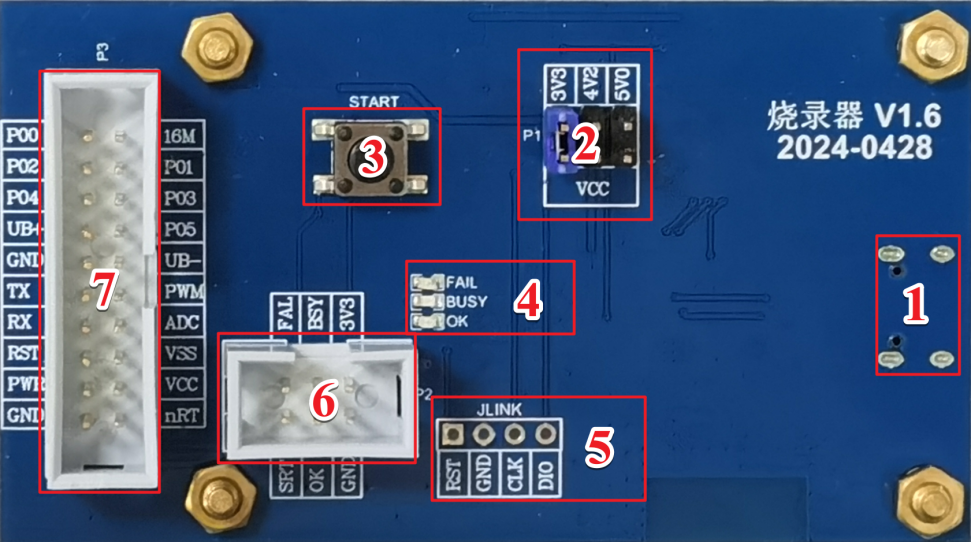 P3
P00 16M
P02 P01
P04 P03
UB+ P05
GND UB-
TX PWM
RX ADC
RST VSS
PWR VCC
GND nRT
7
START
3
3V3 4V2 5V0
P1
2
VCC
烧录器 V1.6
2024-0428
1
FAIL
BUSY
OK
4
FAL BSY 3V3
6
P2
SRT OK GND
JLINK
5
RST GND CLK DIO